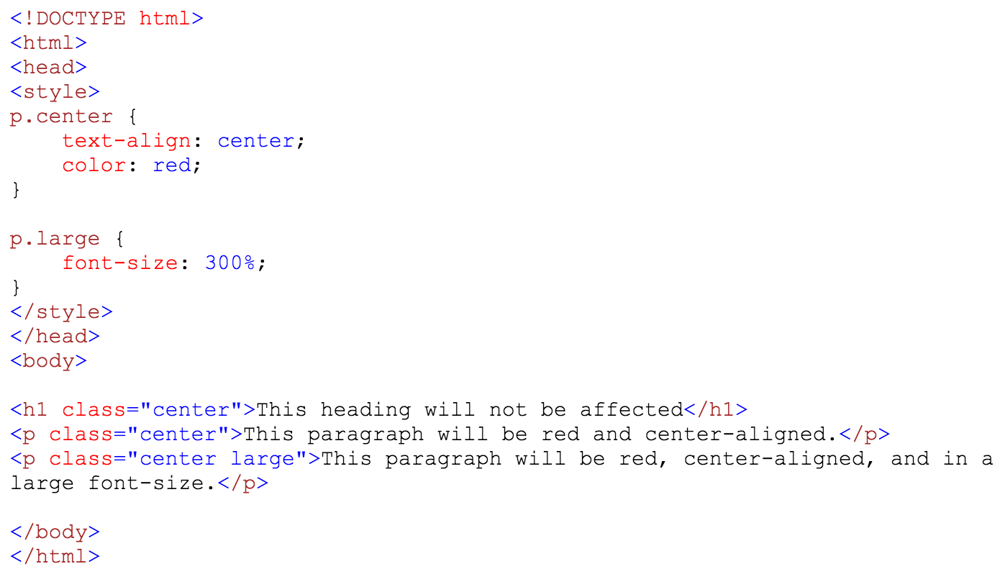 <!DOCTYPE html>
<html>
<head>
<style>
p.center {
    text-align: center;
    color: red;
}

p.large {
    font-size: 300%;
}
</style>
</head>
<body>

<h1 class="center">This heading will not be affected</h1>
<p class="center">This paragraph will be red and center-aligned.</p>
<p class="center large">This paragraph will be red, center-aligned, and in a
large font-size.</p>

</body>
</html>